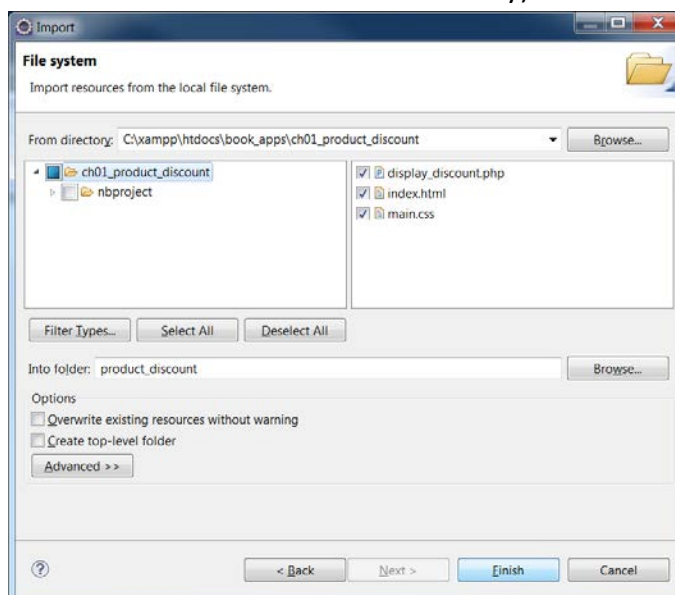 Import
File system
Import resources from the local file system.
From directory: C:\xampp\htdocs\book_apps\ch01_product_discount Browse...
ch01_product_discount display_discount.php
nbproject index.html
main.css
Filter Types... Select All Deselect All
Into folder: product_discount Browse...
Options
Overwrite existing resources without warning
Create top-level folder
Advanced >>
? < Back Next > Finish Cancel